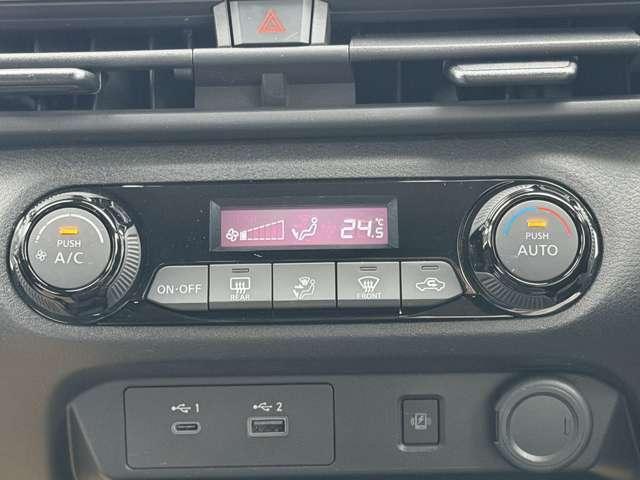 24.5°C
PUSH
A/C
PUSH
AUTO
ON·OFF
REAR
FRONT
1
2